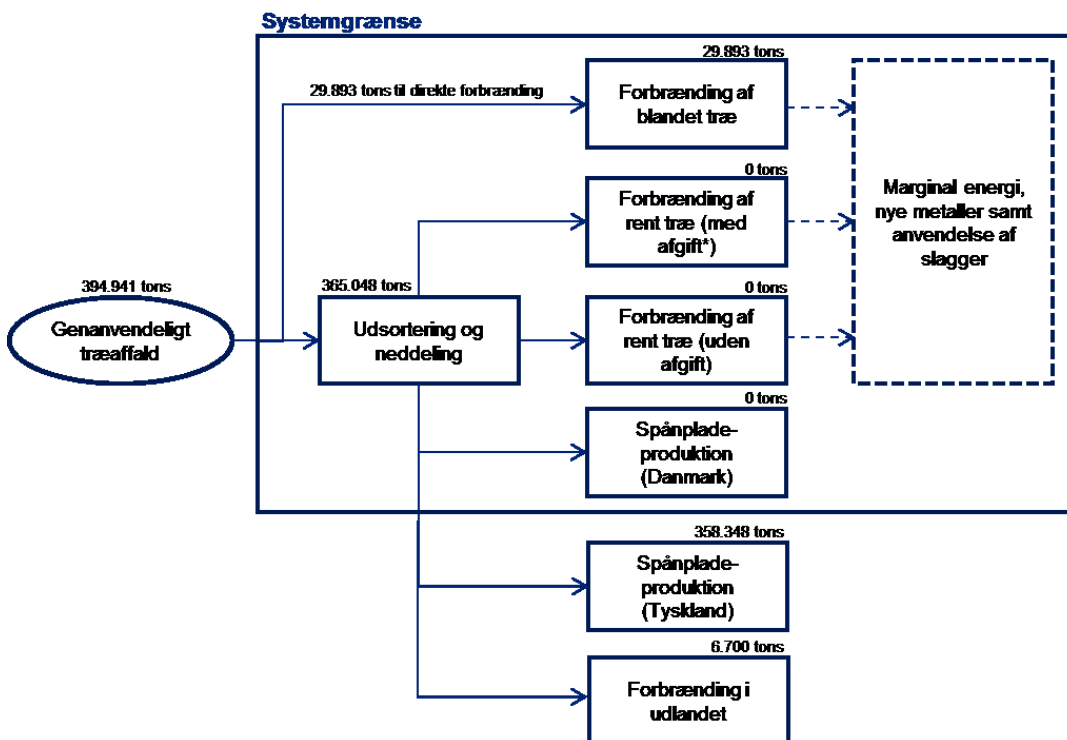 Systemgrænse
29.893 tons
29.893 tons til direkte forbrænding
Forbrænding af
blandet træ
0 tons
Forbrænding af
rent træ (med
afgift*)
Marginal energi,
nye metaller samt
anvendelse af
slagger
394.941 tons
Genanvendeligt
træaffald
365.048 tons
Udsortering og
neddeling
0 tons
Forbrænding af
rent træ (uden
afgift)
0 tons
Spånplade-
produktion
(Danmark)
358.348 tons
Spånplade-
produktion
(Tyskland)
6.700 tons
Forbrænding i
udlandet